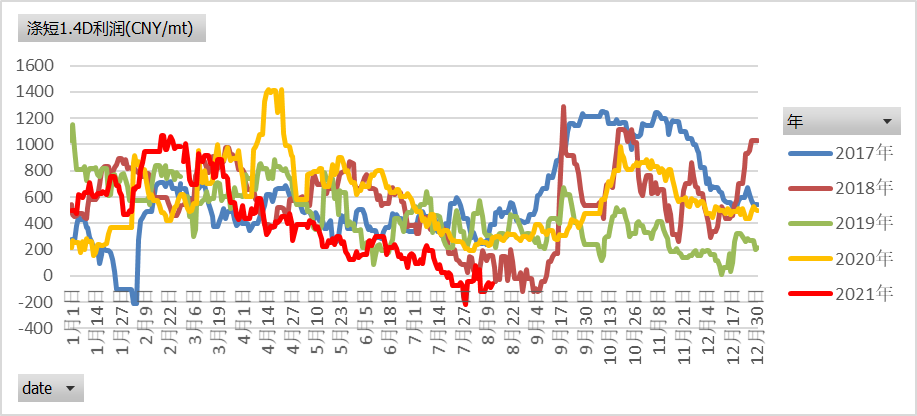 涤短1.4D利润(CNY/mt)
1600
1400
1200
1000
800
600
400
200
0
-200
-400
1月1日
1月14日
1月27日
2月9日
2月22日
3月6日
3月19日
4月1日
4月14日
4月27日
5月10日
5月23日
6月5日
6月18日
7月1日
7月14日
7月27日
8月9日
8月22日
9月4日
9月17日
9月30日
10月13日
10月26日
11月8日
11月21日
12月4日
12月17日
12月30日
年
2017年
2018年
2019年
2020年
2021年
date